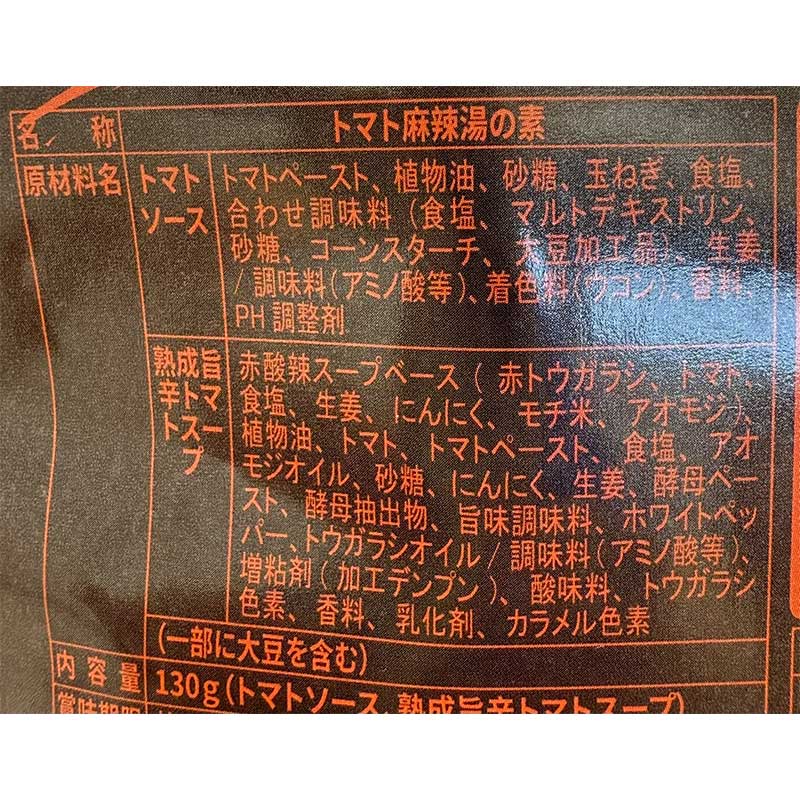 名 称 トマト麻辣湯の素
原材料名
トマト
ソース
トマトペースト、植物油、砂糖、玉ねぎ、食塩、
合わせ調味料(食塩、マルトデキストリン、
砂糖、コーンスターチ、大豆加工品)、生姜
/調味料(アミノ酸等)、着色料(ウコン)、香料、
PH調整剤
熟成旨
辛トマ
トスー
プ
赤酸辣スープベース(赤トウガラシ、トマト、
食塩、生姜、にんにく、モチ米、アオモジ)、
植物油、トマト、トマトペースト、食塩、アオ
モジオイル、砂糖、にんにく、生姜、酵母ペー
スト、酵母抽出物、旨味調味料、ホワイトペッ
パー、トウガラシオイル/調味料(アミノ酸等)、
増粘剤(加工デンプン)、酸味料、トウガラシ
色素、香料、乳化剤、カラメル色素
(一部に大豆を含む)
内容量 130g(トマトソース、熟成旨辛トマトスープ)
賞味期限